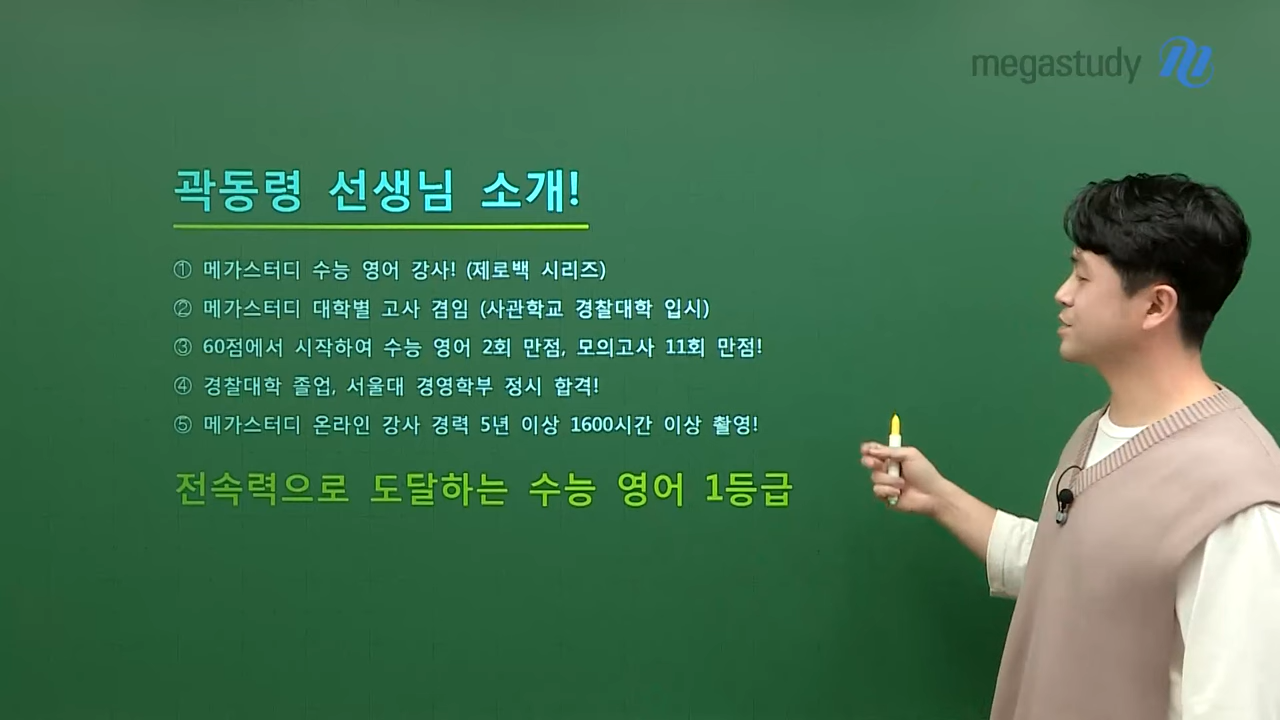 megastudy
곽동령 선생님 소개!
① 메가스터디 수능 영어 강사! (제로백 시리즈)
② 메가스터디 대학별 고사 겸임 (사관학교 경찰대학 입시)
③ 60점에서 시작하여 수능 영어 2회 만점, 모의고사 11회 만점!
④ 경찰대학 졸업, 서울대 경영학부 정시 합격!
⑤ 메가스터디 온라인 강사 경력 5년 이상 1600시간 이상 촬영!
전속력으로 도달하는 수능 영어 1등급